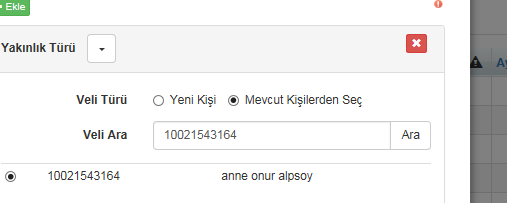 Ekle
Yakınlık Türü
Veli Türü Yeni Kişi Mevcut Kişilerden Seç
Veli Ara 10021543164 Ara
10021543164 anne onur alpsoy